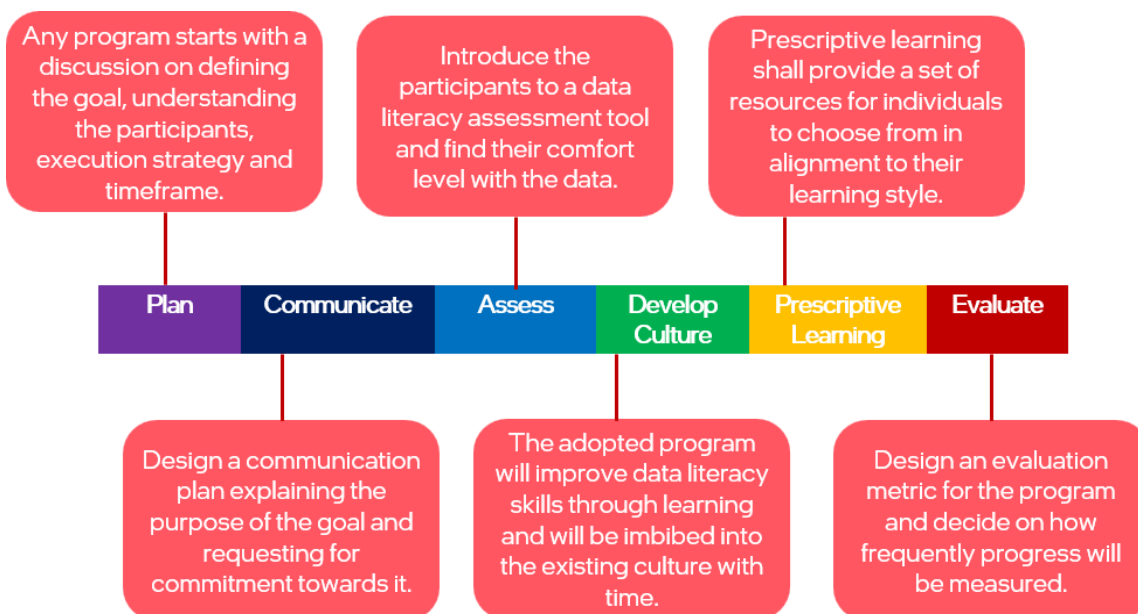 Any program starts with a
discussion on defining
the goal, understanding
the participants,
execution strategy and
timeframe.
Introduce the
participants to a data
literacy assessment tool
and find their comfort
level with the data.
Prescriptive learning
shall provide a set of
resources for individuals
to choose from in
alignment to their
learning style.
Plan
Communicate
Assess
Develop
Culture
Prescriptive
Learning
Evaluate
Design a communication
plan explaining the
purpose of the goal and
requesting for
commitment towards it.
The adopted program
will improve data literacy
skills through learning
and will be imbibed into
the existing culture with
time.
Design an evaluation
metric for the program
and decide on how
frequently progress will
be measured.